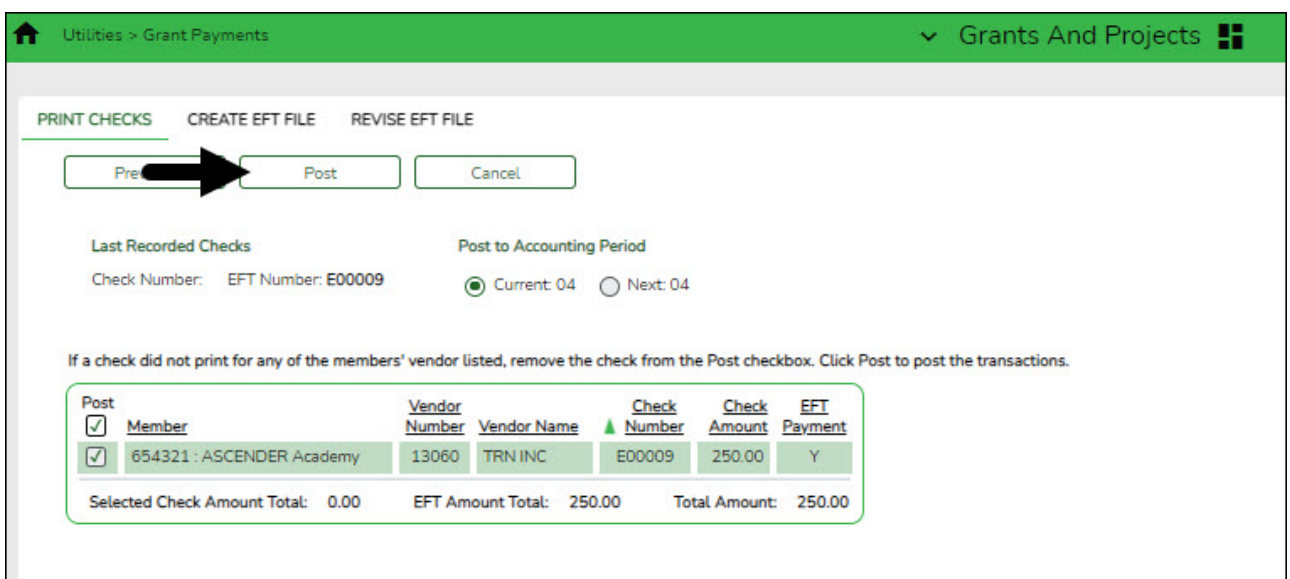 Utilities > Grant Payments
Grants And Projects
PRINT CHECKS CREATE EFT FILE REVISE EFT FILE
Post Cancel
Last Recorded Checks Post to Accounting Period
Check Number: EFT Number: E00009 Current: 04 Next: 04
If a check did not print for any of the members' vendor listed, remove the check from the Post checkbox. Click Post to post the transactions.
Post Vendor Check Check EFT
Member Number Vendor Name Number Amount Payment
654321 : ASCENDER Academy 13060 TRN INC E00009 250.00 Y
Selected Check Amount Total: 0.00 EFT Amount Total: 250.00 Total Amount: 250.00